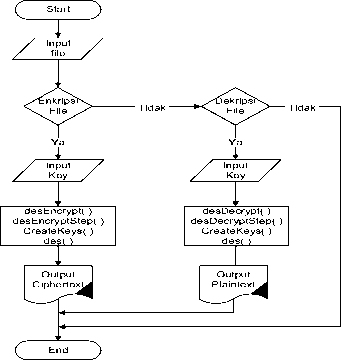 Start
Input
file
Enkripsi
File
Tidak
Dekripsi
File
Tidak
Ya
Ya
Input
Key
Input
Key
desEncrypt( )
desEncryptStep( )
CreateKeys( )
des( )
desDecrypt( )
desDecryptStep( )
CreateKeys( )
des( )
Output
Ciphertext
Output
Plaintext
End